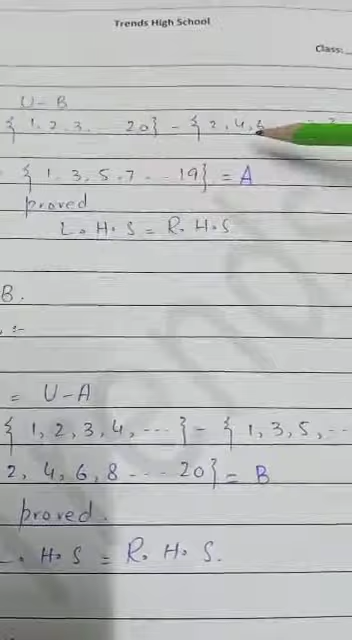 Trends High School
Class:
U - B
{ 1, 2, 3 ... 20} - { 2, 4, 6
{ 1, 3, 5, 7 ... 19} = A
proved
L. H. S = R. H. S
B.
:-
= U - A
{ 1, 2, 3, 4, ...} - { 1, 3, 5, ...
2, 4, 6, 8 ... 20} = B
proved.
L. H. S = R. H. S.